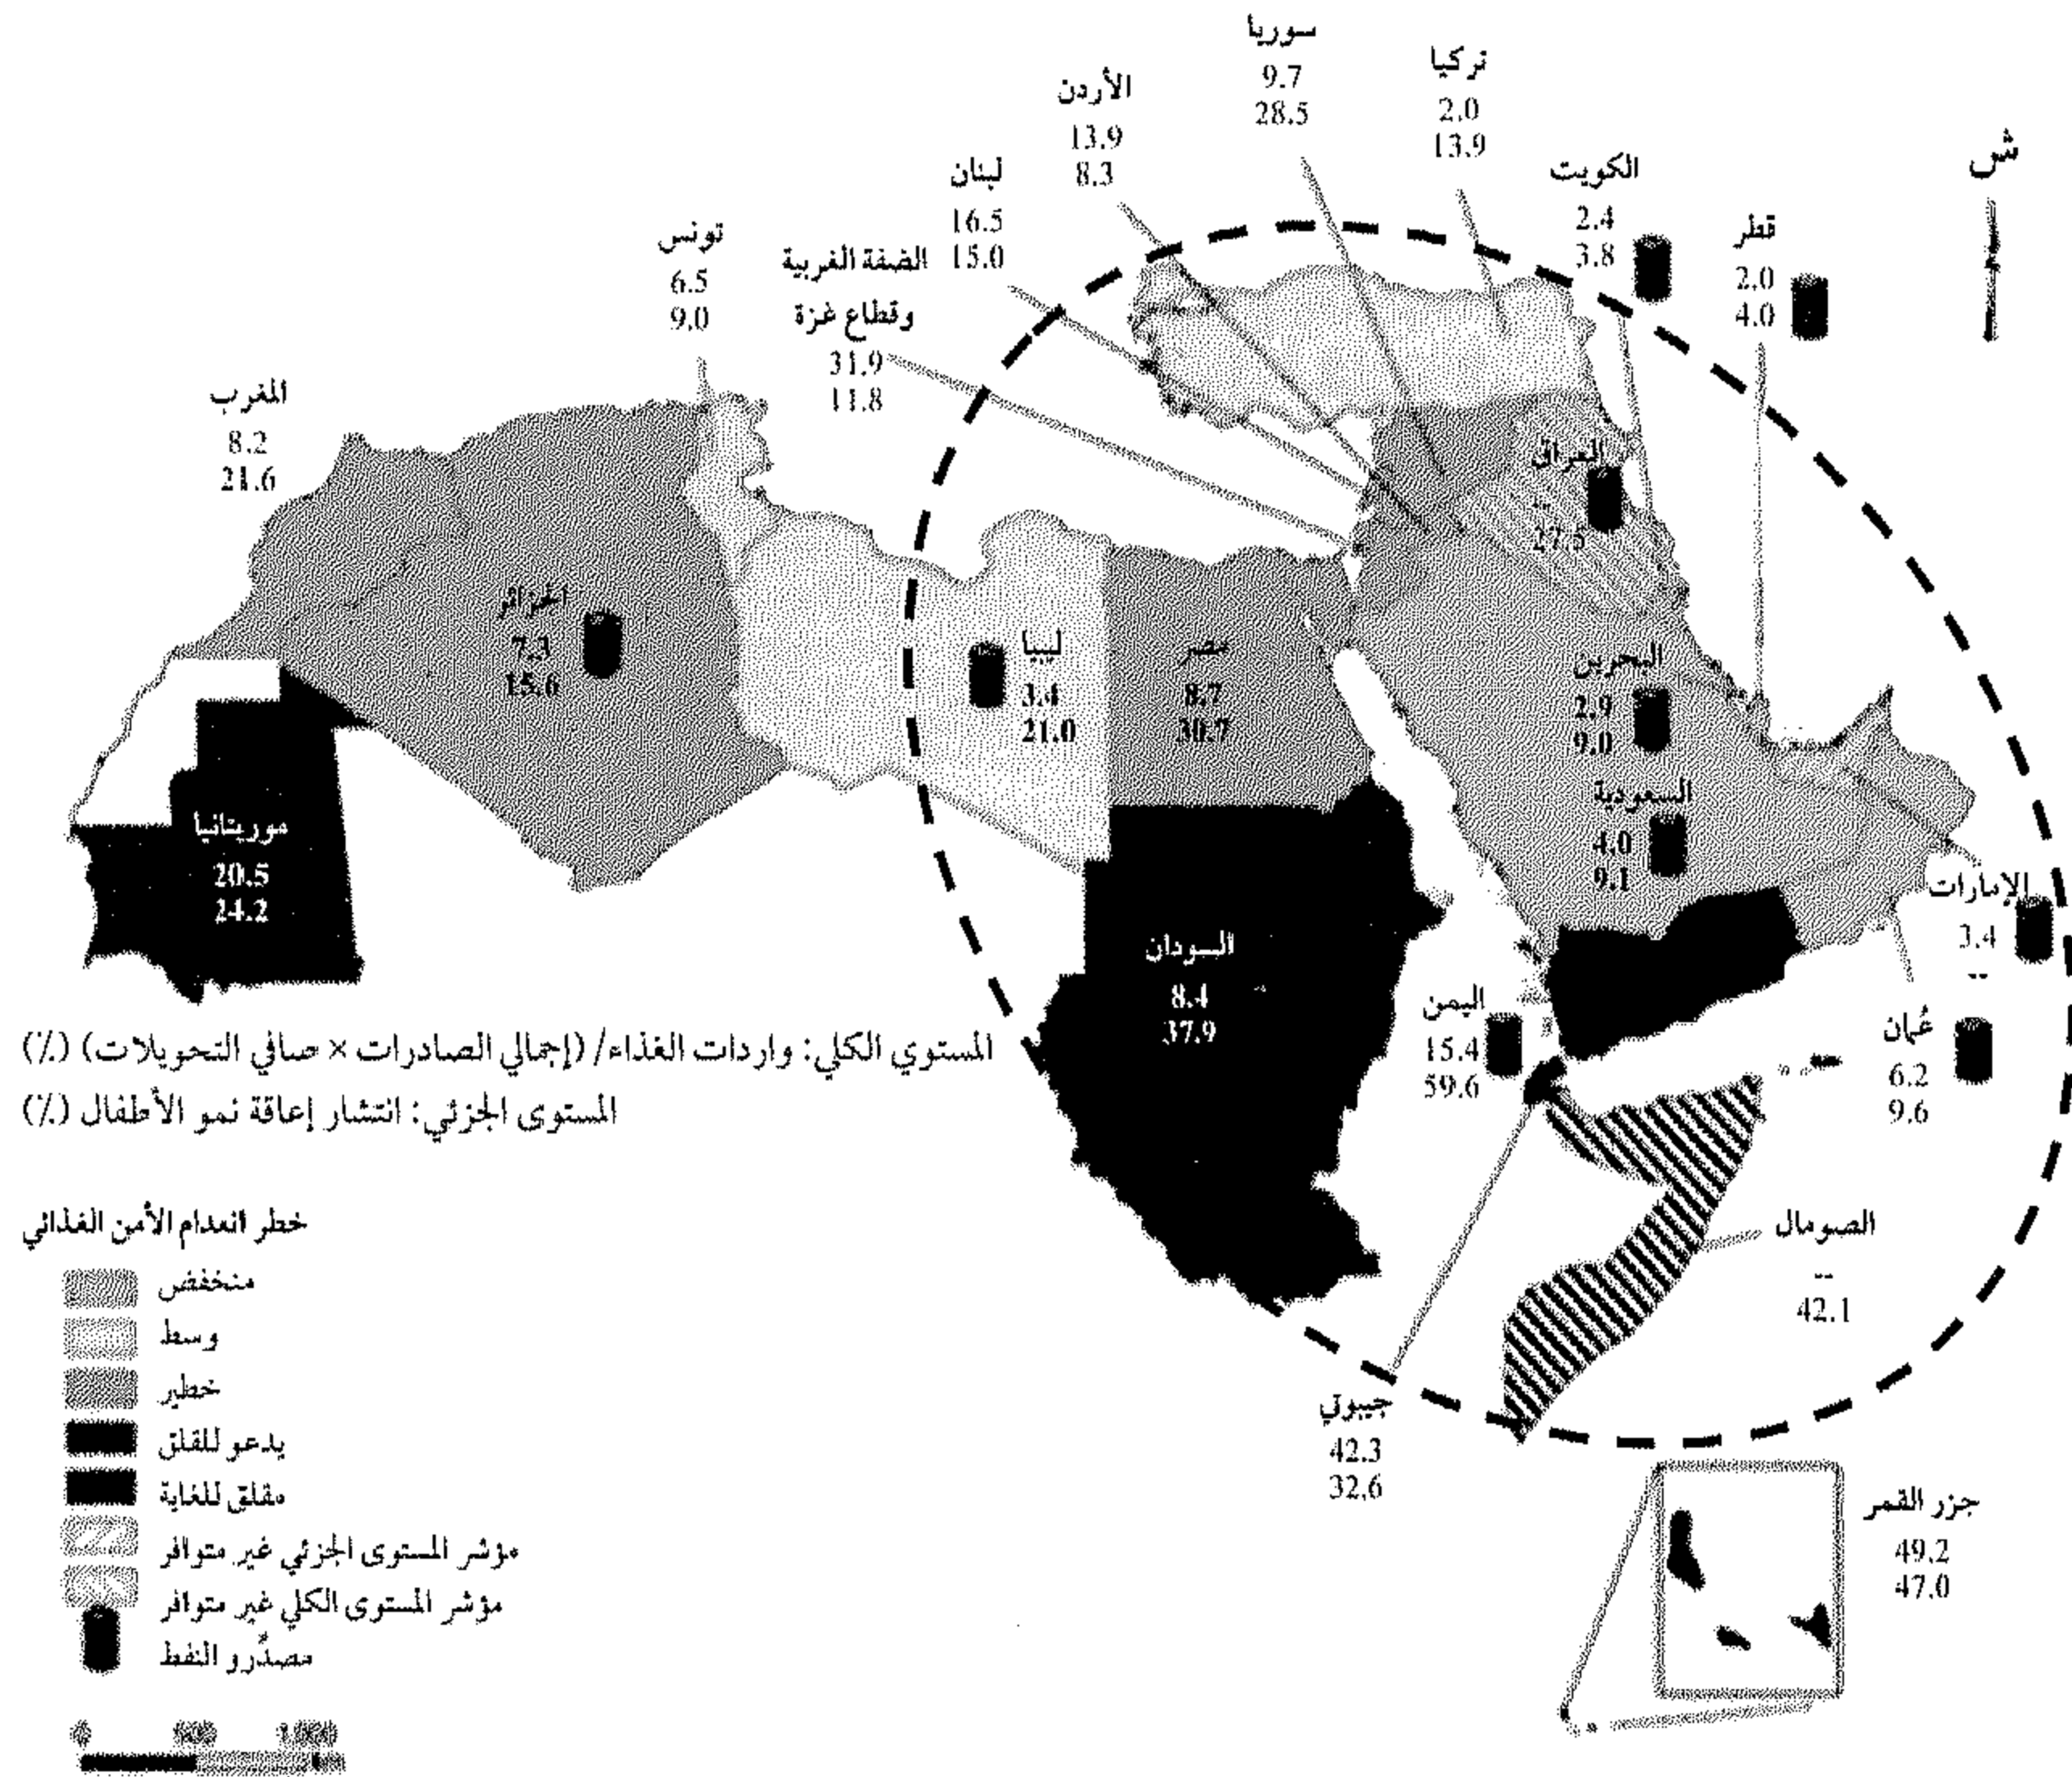 سوريا
9.7
28.5
تركيا
2.0
13.9
الأردن
13.9
8.3
الكويت
2.4
3.8
ش
لبنان
16.5
15.0
قطر
2.0
4.0
تونس
6.5
9.0
الضفة الغربية
وقطاع غزة
31.9
11.8
المغرب
8.2
21.6
العراق
..
27.5
الجزائر
7.3
15.6
ليبيا
3.4
21.0
مصر
8.7
30.7
البحرين
2.9
9.0
السعودية
4.0
9.1
موريتانيا
20.5
24.2
الإمارات
3.4
--
السودان
8.4
37.9
اليمن
15.4
59.6
عُمان
6.2
9.6
المستوي الكلي: واردات الغذاء/ (إجمالي الصادرات × صافي التحويلات) (٪)
المستوى الجزئي: انتشار إعاقة نمو الأطفال (٪)
الصومال
--
42.1
جيبوتي
42.3
32.6
جزر القمر
49.2
47.0
خطر انعدام الأمن الغذائي
منخفض
وسط
خطير
يدعو للقلق
مقلق للغاية
مؤشر المستوى الجزئي غير متوافر
مؤشر المستوى الكلي غير متوافر
مصدّرو النفط
0 500 1.000